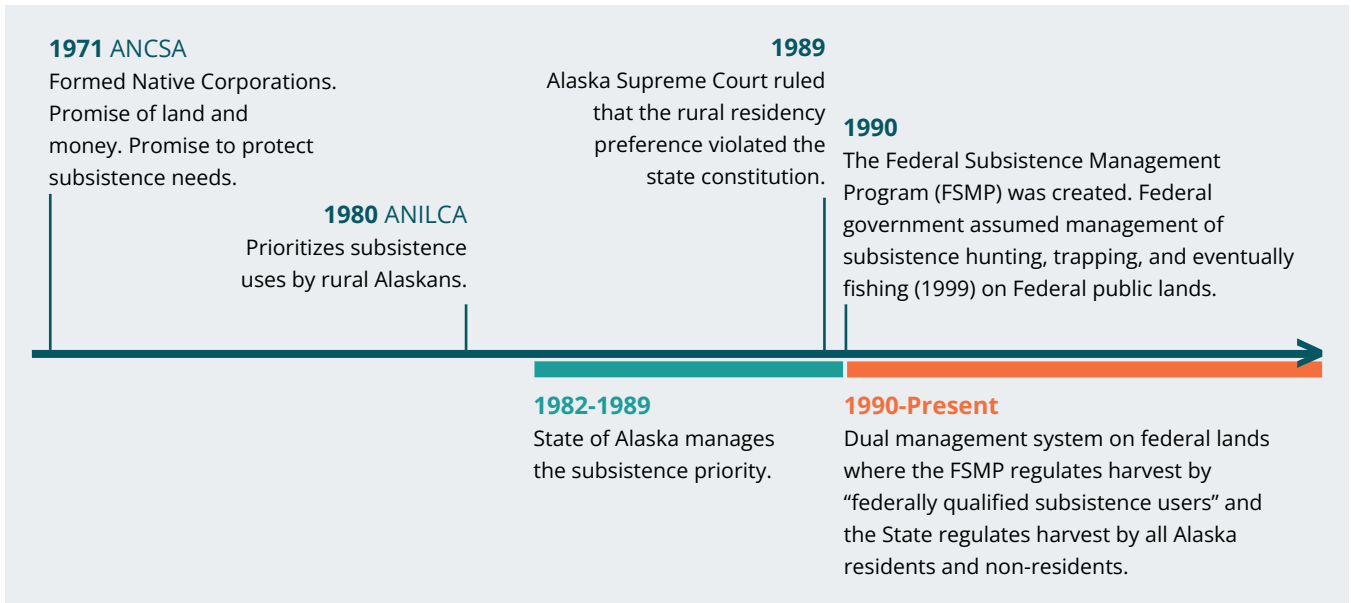 1971 ANCSA
Formed Native Corporations.
Promise of land and
money. Promise to protect
subsistence needs.
1980 ANILCA
Prioritizes subsistence
uses by rural Alaskans.
1989
Alaska Supreme Court ruled
that the rural residency
preference violated the
state constitution.
1990
The Federal Subsistence Management
Program (FSMP) was created. Federal
government assumed management of
subsistence hunting, trapping, and eventually
fishing (1999) on Federal public lands.
1982-1989
State of Alaska manages
the subsistence priority.
1990-Present
Dual management system on federal lands
where the FSMP regulates harvest by
“federally qualified subsistence users” and
the State regulates harvest by all Alaska
residents and non-residents.